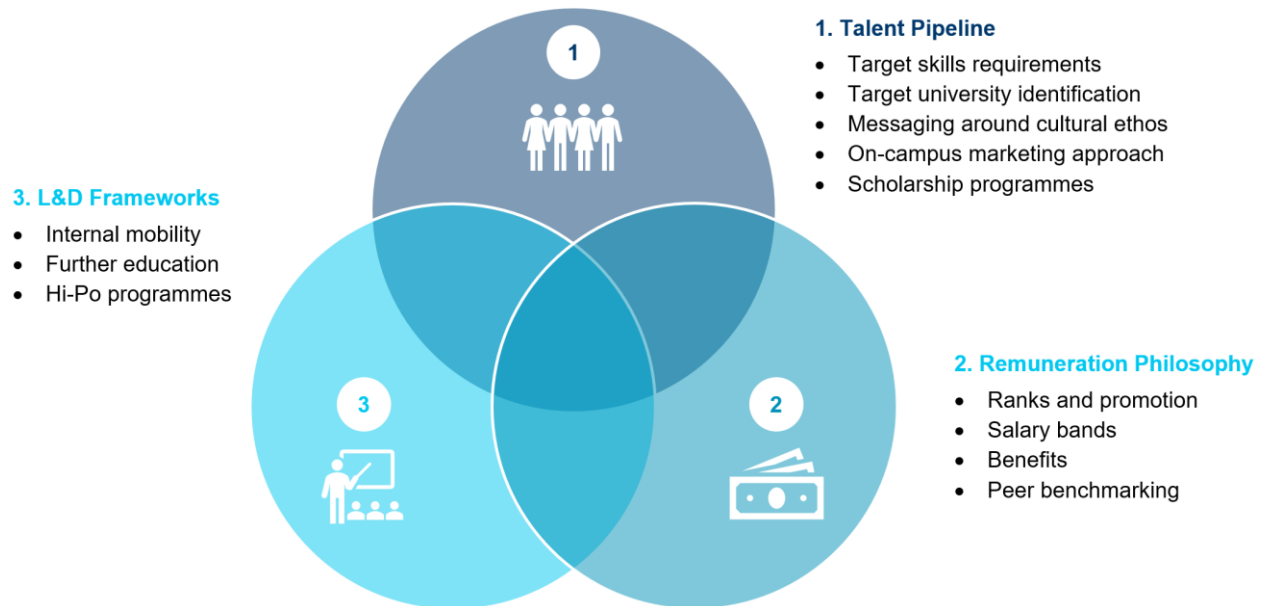 1
1. Talent Pipeline
• Target skills requirements
• Target university identification
• Messaging around cultural ethos
• On-campus marketing approach
• Scholarship programmes
3. L&D Frameworks
• Internal mobility
• Further education
• Hi-Po programmes
3
2
2. Remuneration Philosophy
• Ranks and promotion
• Salary bands
• Benefits
• Peer benchmarking